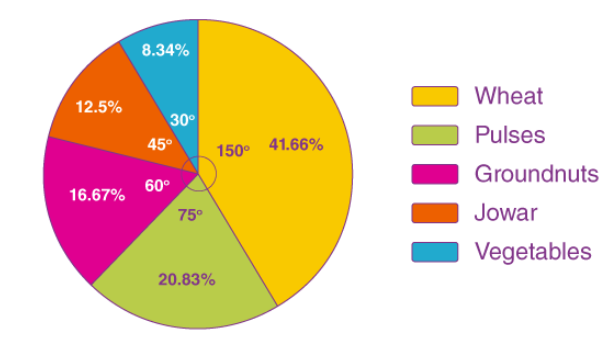 8.34%
12.5%
30°
45°
150°
41.66%
16.67%
60°
75°
20.83%
Wheat
Pulses
Groundnuts
Jowar
Vegetables